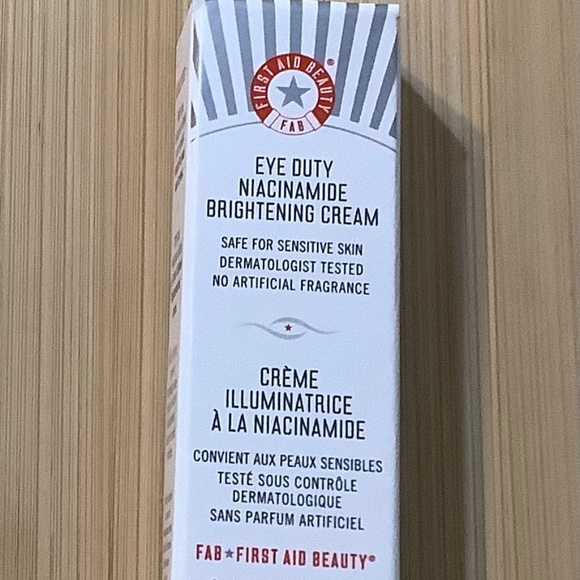 FIRST AID BEAUTY®
FAB
EYE DUTY
NIACINAMIDE
BRIGHTENING CREAM
SAFE FOR SENSITIVE SKIN
DERMATOLOGIST TESTED
NO ARTIFICIAL FRAGRANCE
CRÈME
ILLUMINATRICE
À LA NIACINAMIDE
CONVIENT AUX PEAUX SENSIBLES
TESTÉ SOUS CONTRÔLE
DERMATOLOGIQUE
SANS PARFUM ARTIFICIEL
FAB★FIRST AID BEAUTY®